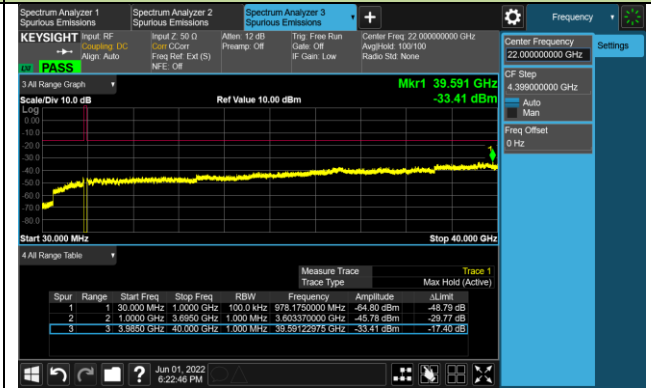 Spectrum Analyzer 1
Spurious Emissions
Spectrum Analyzer 2
Spurious Emissions
Spectrum Analyzer 3
Spurious Emissions
Frequency
KEYSIGHT
Input: RF
Coupling: DC
Align: Auto
Input Z: 50 Ω
Corr CCorr
Freq Ref: Ext (S)
NFE: Off
Atten: 12 dB
Preamp: Off
Trig: Free Run
Gate: Off
IF Gain: Low
Center Freq: 22.000000000 GHz
Avg|Hold: 100/100
Radio Std: None
PASS
Center Frequency
22.000000000 GHz
Settings
CF Step
4.399000000 GHz
Auto
Man
Freq Offset
0 Hz
3 All Range Graph
Mkr1 39.591 GHz
Scale/Div 10.0 dB
Ref Value 10.00 dBm
-33.41 dBm
Log
0.00
-10.0
-20.0
-30.0
-40.0
-50.0
-60.0
-70.0
-80.0
1
Start 30.000 MHz
Stop 40.000 GHz
4 All Range Table
Measure Trace Trace 1
Trace Type Max Hold (Active)
Spur Range Start Freq Stop Freq RBW Frequency Amplitude ΔLimit
1 1 30.000 MHz 1.0000 GHz 100.0 kHz 978.1750000 MHz -64.80 dBm -48.79 dB
2 2 1.0000 GHz 3.6950 GHz 1.000 MHz 3.603370000 GHz -45.78 dBm -29.77 dB
3 3 3.9850 GHz 40.000 GHz 1.000 MHz 39.59122975 GHz -33.41 dBm -17.40 dB
Jun 01, 2022
6:22:46 PM